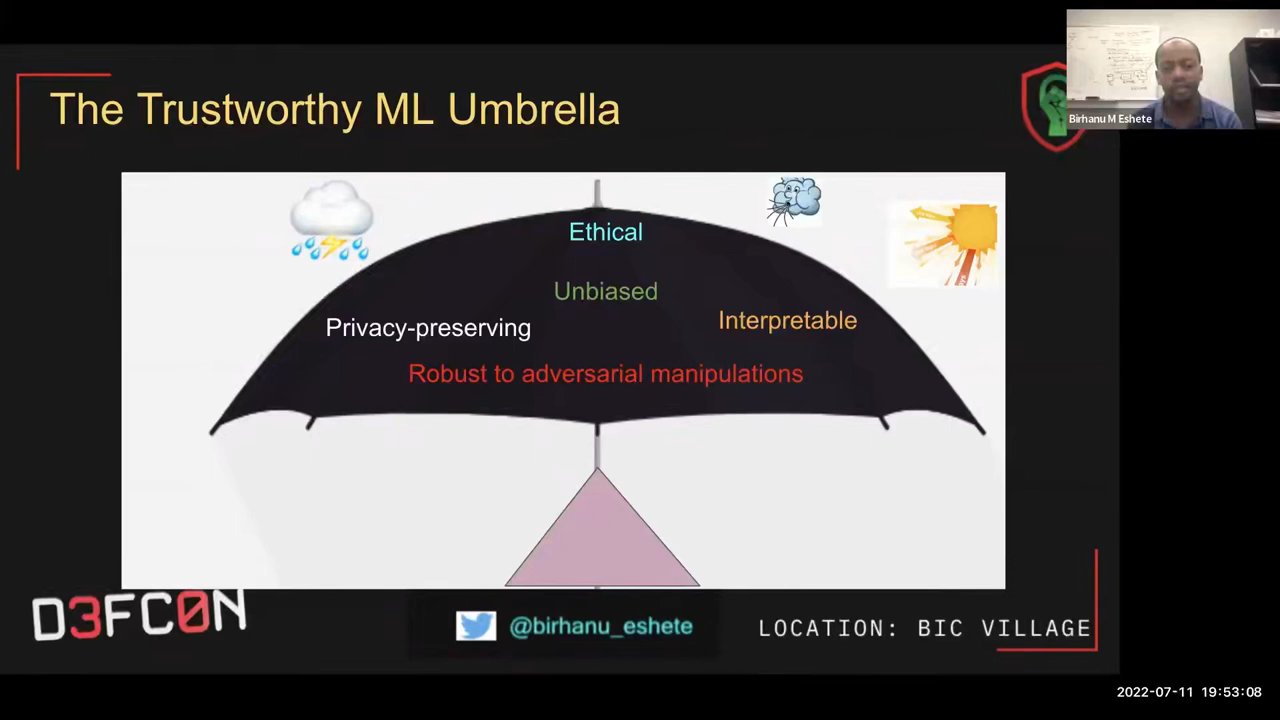 The Trustworthy ML Umbrella
Birhanu M Eshete
Ethical
Unbiased
Privacy-preserving
Interpretable
Robust to adversarial manipulations
D3FC0N
@birhanu_eshete
LOCATION: BIC VILLAGE
2022-07-11 19:53:08